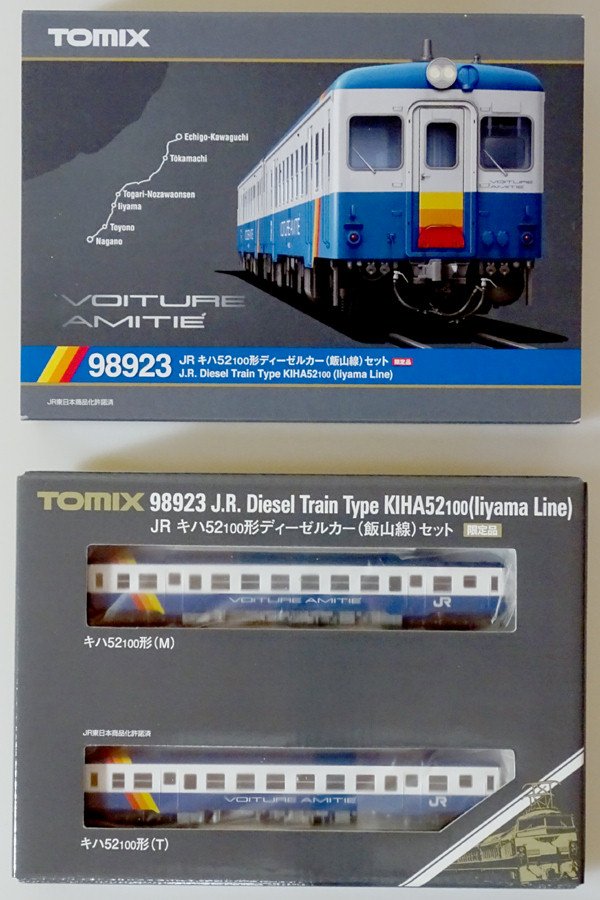 TOMIX
Echigo-Kawaguchi
Tōkamachi
Togari-Nozawaonsen
Iiyama
Toyono
Nagano
VOITURE
VOITURE
AMITIE
98923 JR キハ52100形ディーゼルカー(飯山線)セット 限定品
J.R. Diesel Train Type KIHA52100 (Iiyama Line)
JR東日本商品化許諾済
TOMIX 98923 J.R. Diesel Train Type KIHA52100(Iiyama Line)
JR キハ52100形ディーゼルカー(飯山線)セット 限定品
VOITURE AMITIE JR
キハ52100形(M)
JR東日本商品化許諾済
VOITURE AMITIE JR
キハ52100形(T)